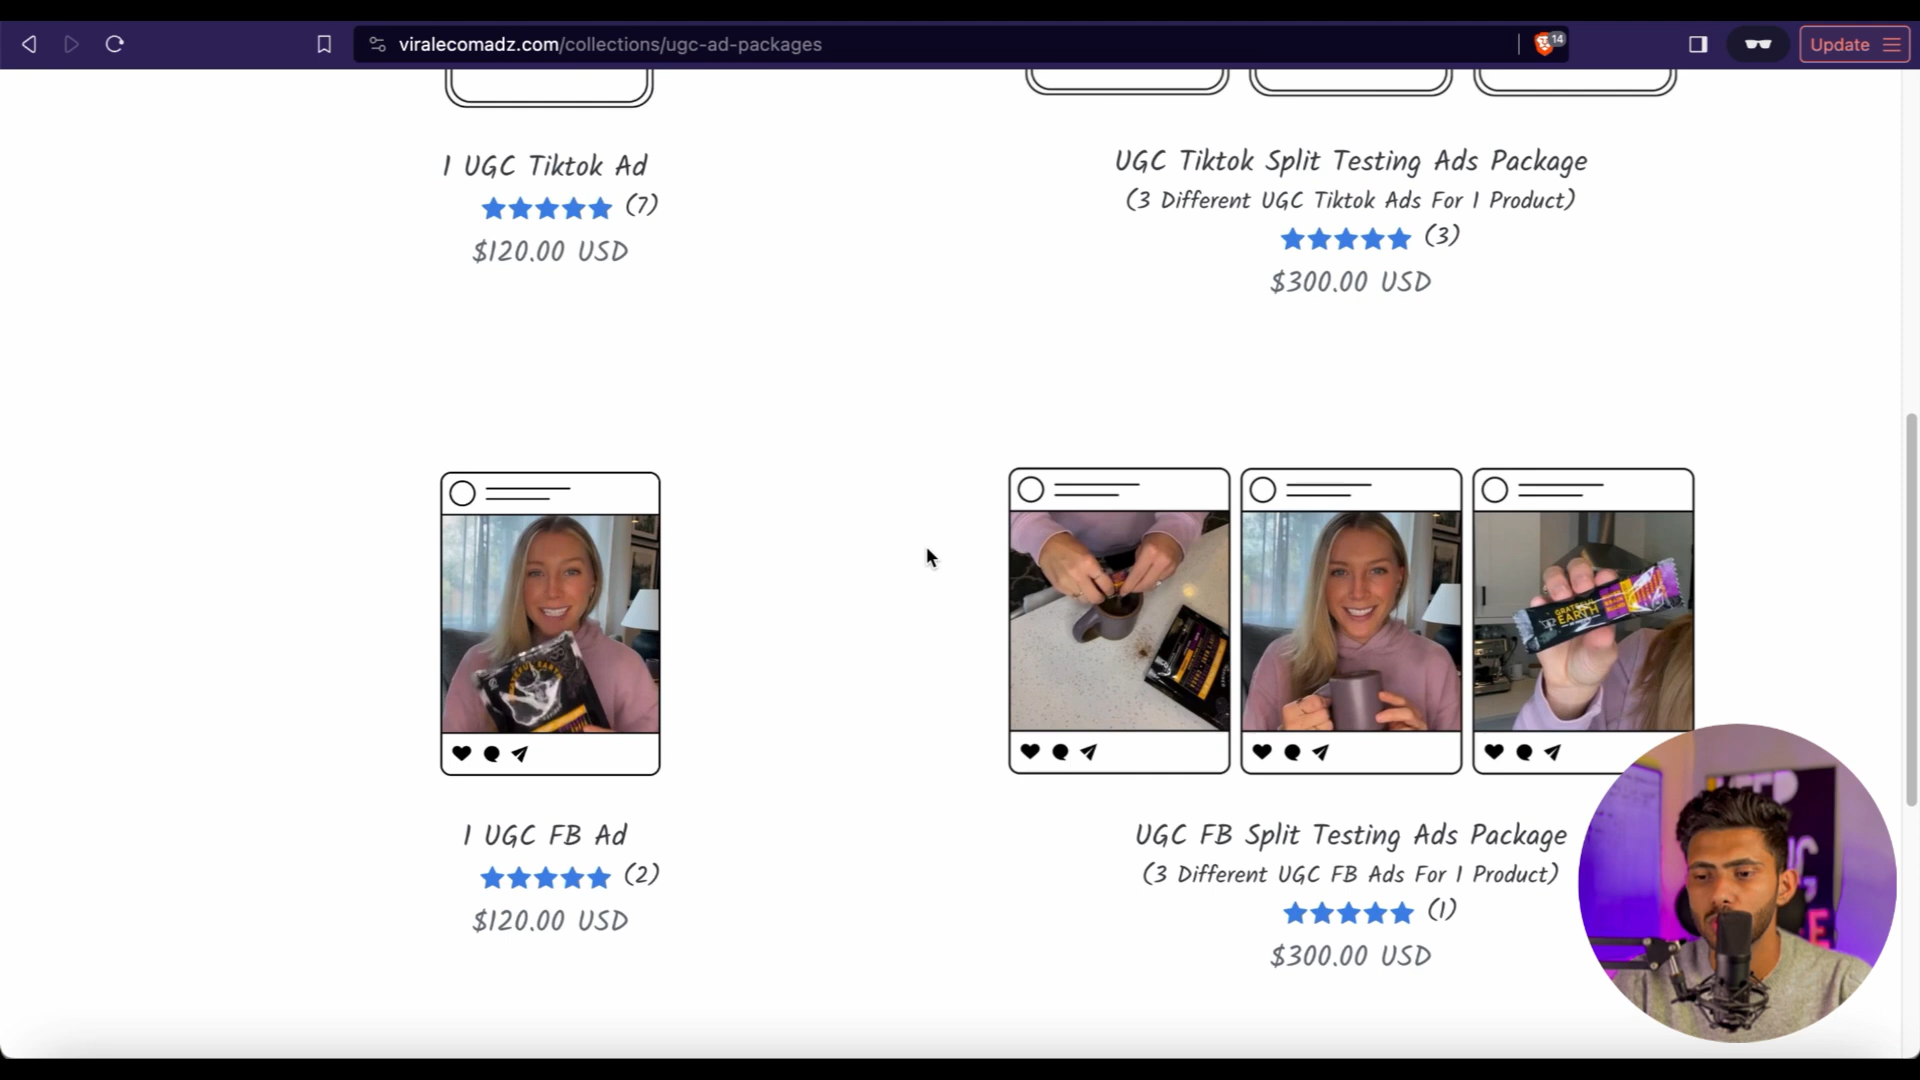 viralecomadz.com/collections/ugc-ad-packages
14
Update
1 UGC Tiktok Ad
(7)
$120.00 USD
UGC Tiktok Split Testing Ads Package
(3 Different UGC Tiktok Ads For 1 Product)
(3)
$300.00 USD
EARTH
1 UGC FB Ad
(2)
$120.00 USD
UGC FB Split Testing Ads Package
(3 Different UGC FB Ads For 1 Product)
(1)
$300.00 USD